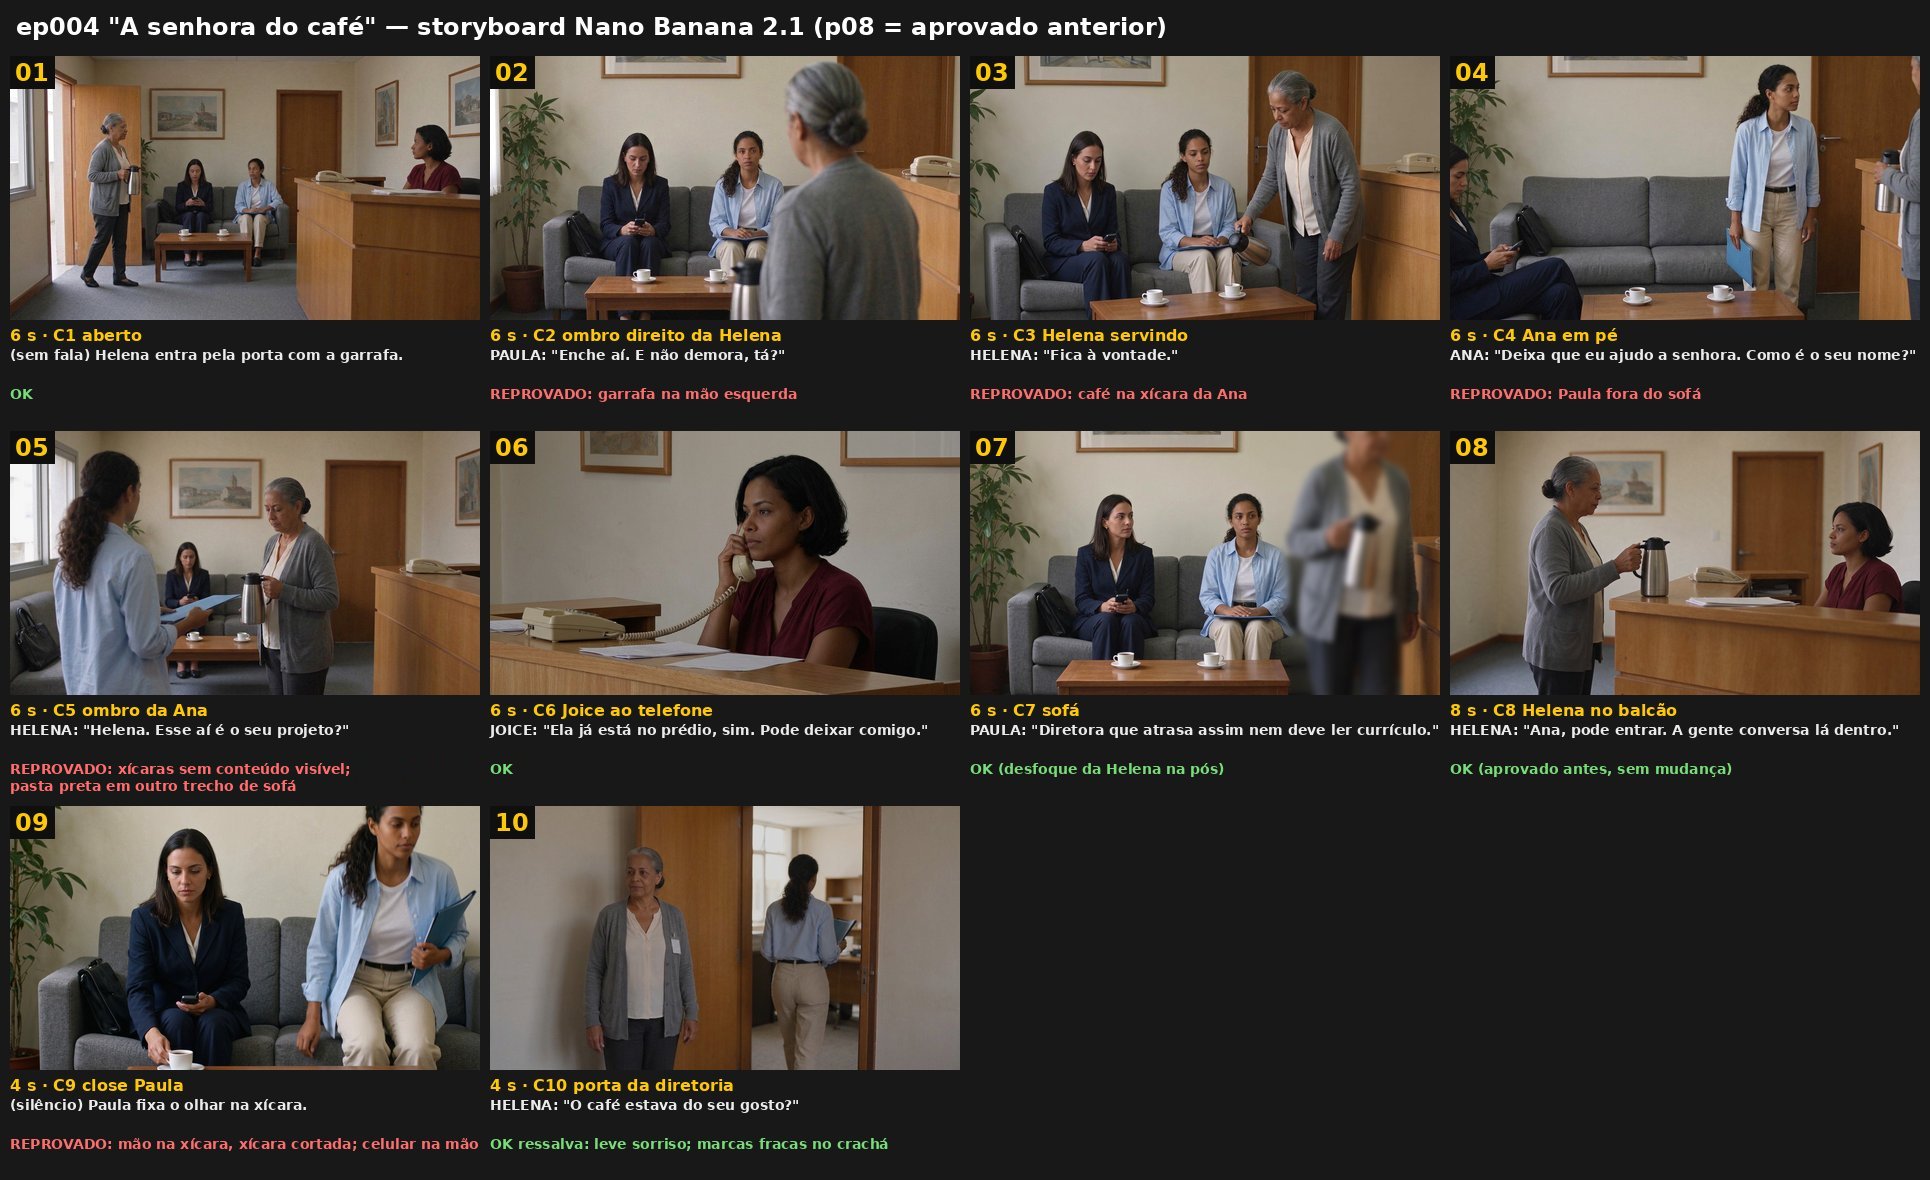 ep004 "A senhora do café" — storyboard Nano Banana 2.1 (p08 = aprovado anterior)
01
6 s · C1 aberto
(sem fala) Helena entra pela porta com a garrafa.
OK
02
6 s · C2 ombro direito da Helena
PAULA: "Enche aí. E não demora, tá?"
REPROVADO: garrafa na mão esquerda
03
6 s · C3 Helena servindo
HELENA: "Fica à vontade."
REPROVADO: café na xícara da Ana
04
6 s · C4 Ana em pé
ANA: "Deixa que eu ajudo a senhora. Como é o seu nome?"
REPROVADO: Paula fora do sofá
05
6 s · C5 ombro da Ana
HELENA: "Helena. Esse aí é o seu projeto?"
REPROVADO: xícaras sem conteúdo visível;
pasta preta em outro trecho de sofá
06
6 s · C6 Joice ao telefone
JOICE: "Ela já está no prédio, sim. Pode deixar comigo."
OK
07
6 s · C7 sofá
PAULA: "Diretora que atrasa assim nem deve ler currículo."
OK (desfoque da Helena na pós)
08
8 s · C8 Helena no balcão
HELENA: "Ana, pode entrar. A gente conversa lá dentro."
OK (aprovado antes, sem mudança)
09
4 s · C9 close Paula
(silêncio) Paula fixa o olhar na xícara.
REPROVADO: mão na xícara, xícara cortada; celular na mão
10
4 s · C10 porta da diretoria
HELENA: "O café estava do seu gosto?"
OK ressalva: leve sorriso; marcas fracas no crachá